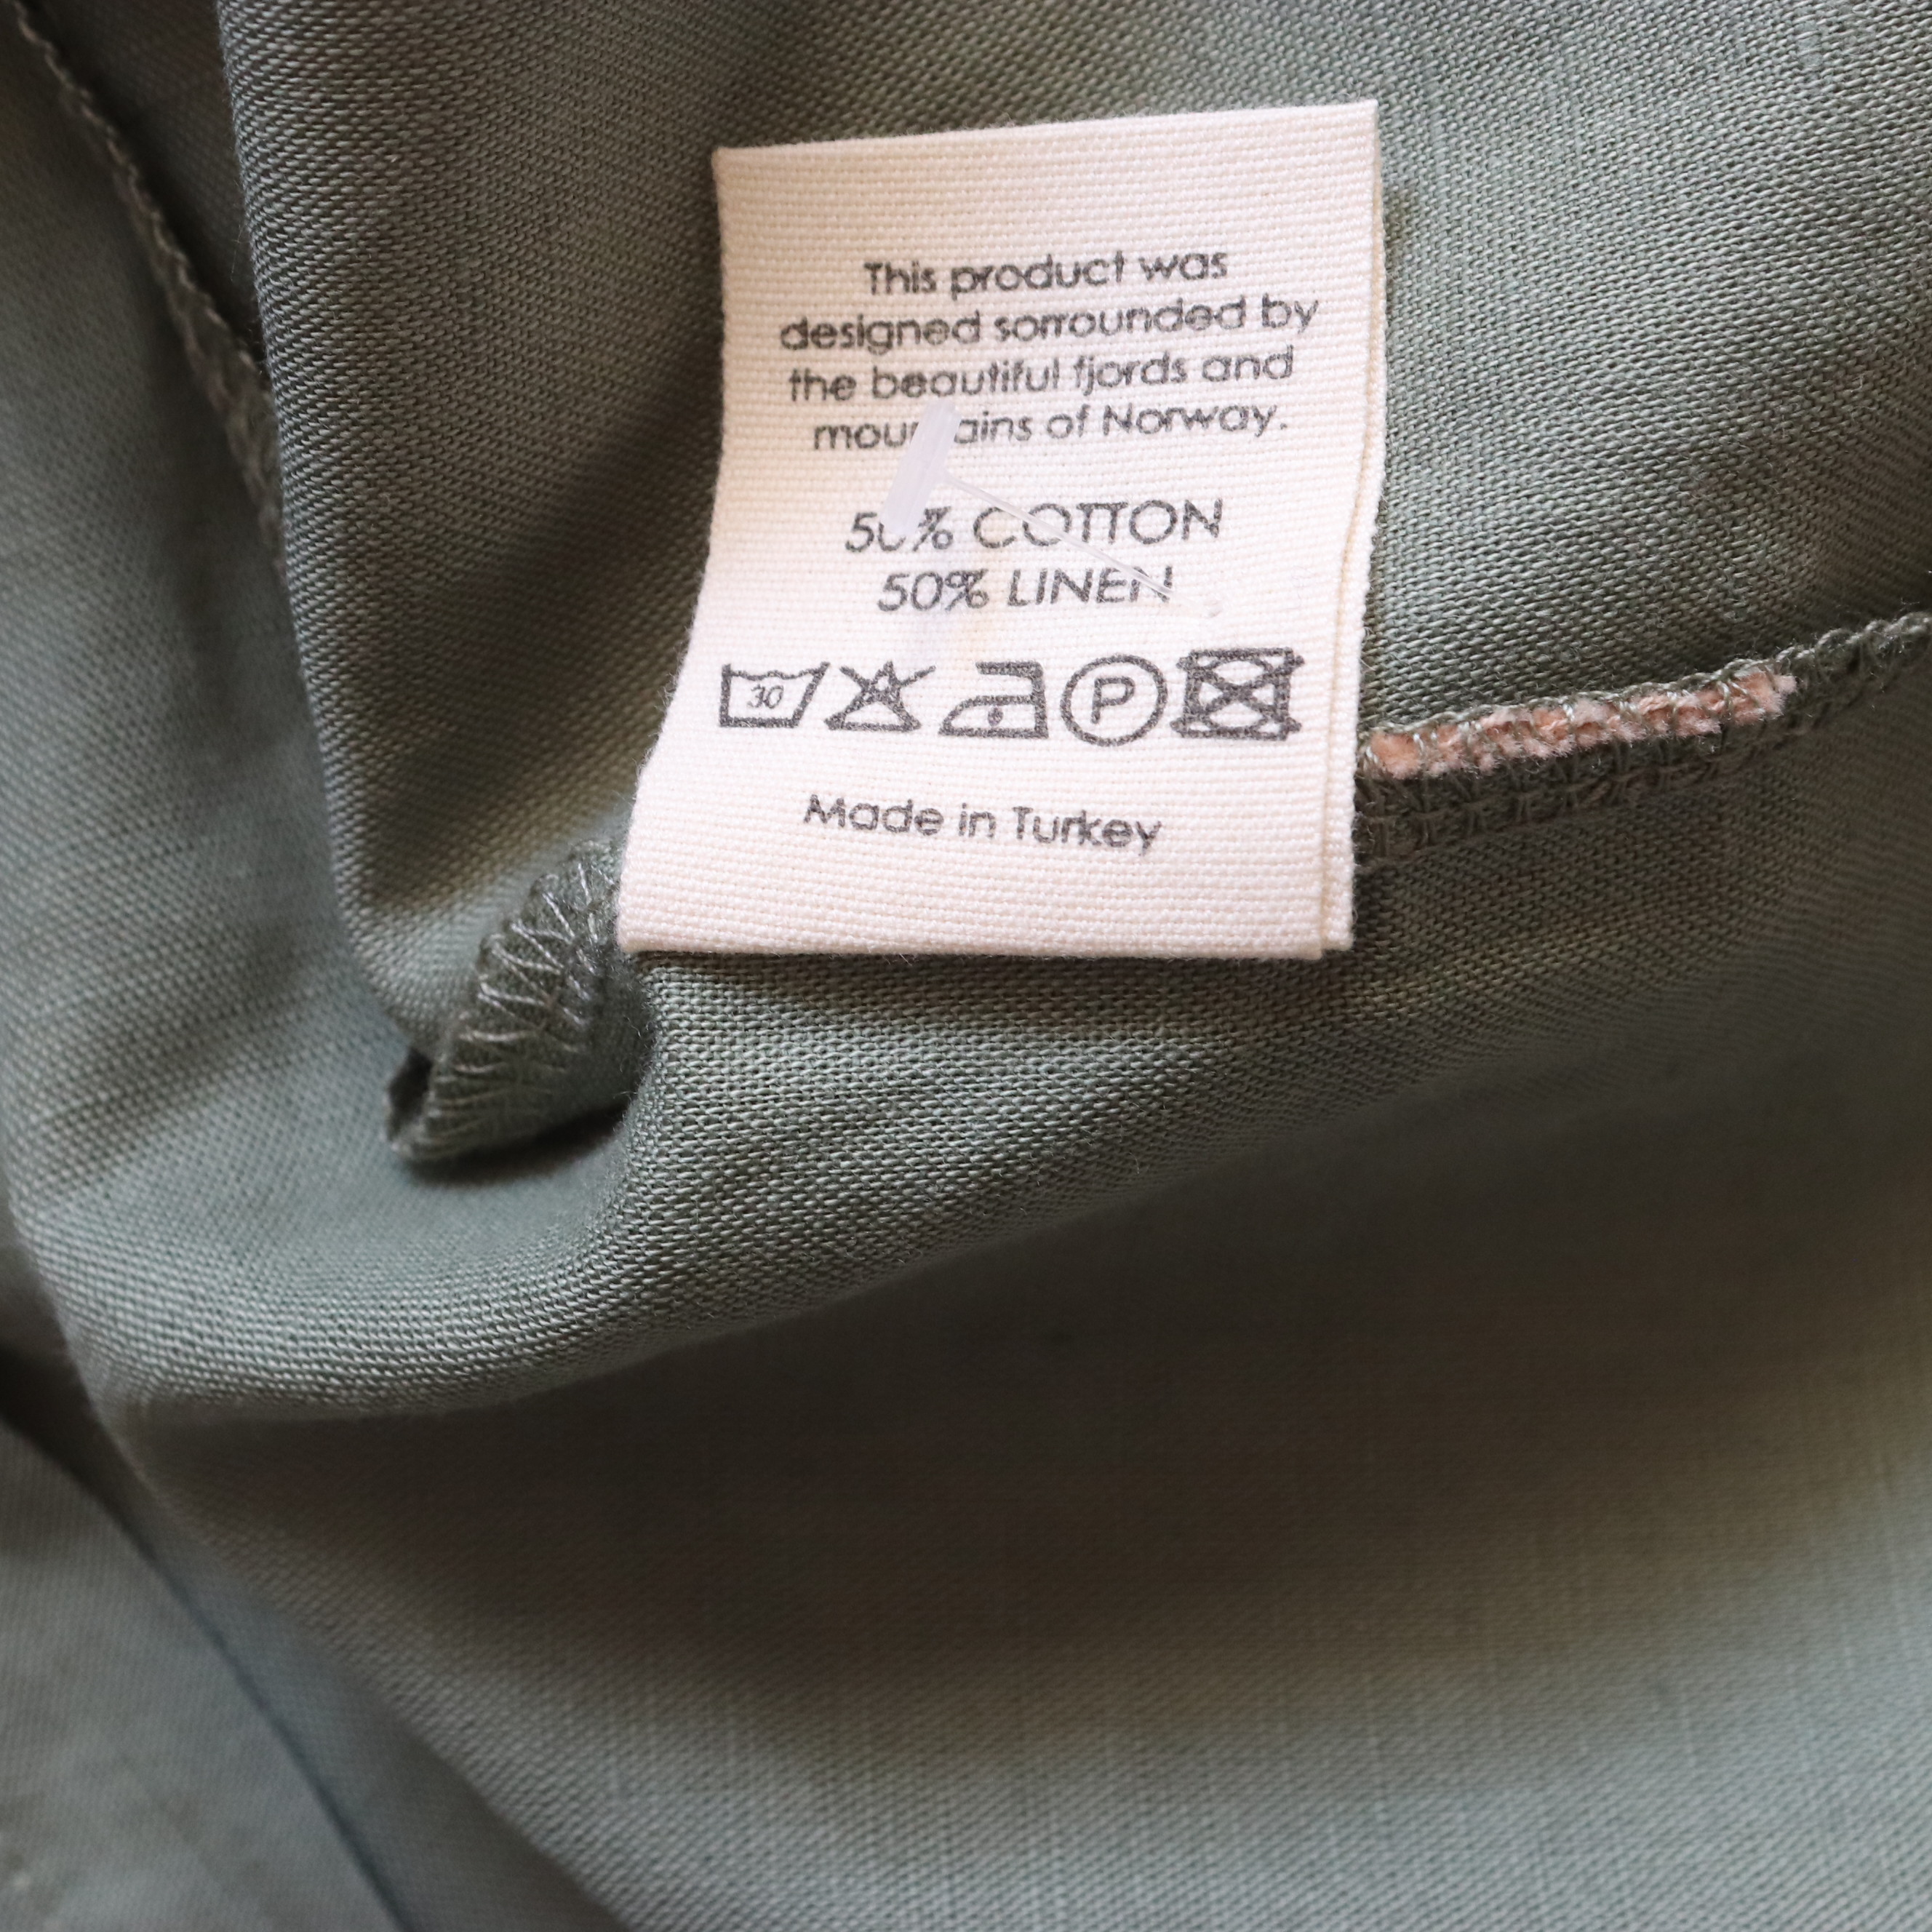 This product was
designed sorrounded by
the beautiful fjords and
mountains of Norway.
50% COTTON
50% LINEN
30
P
Made in Turkey